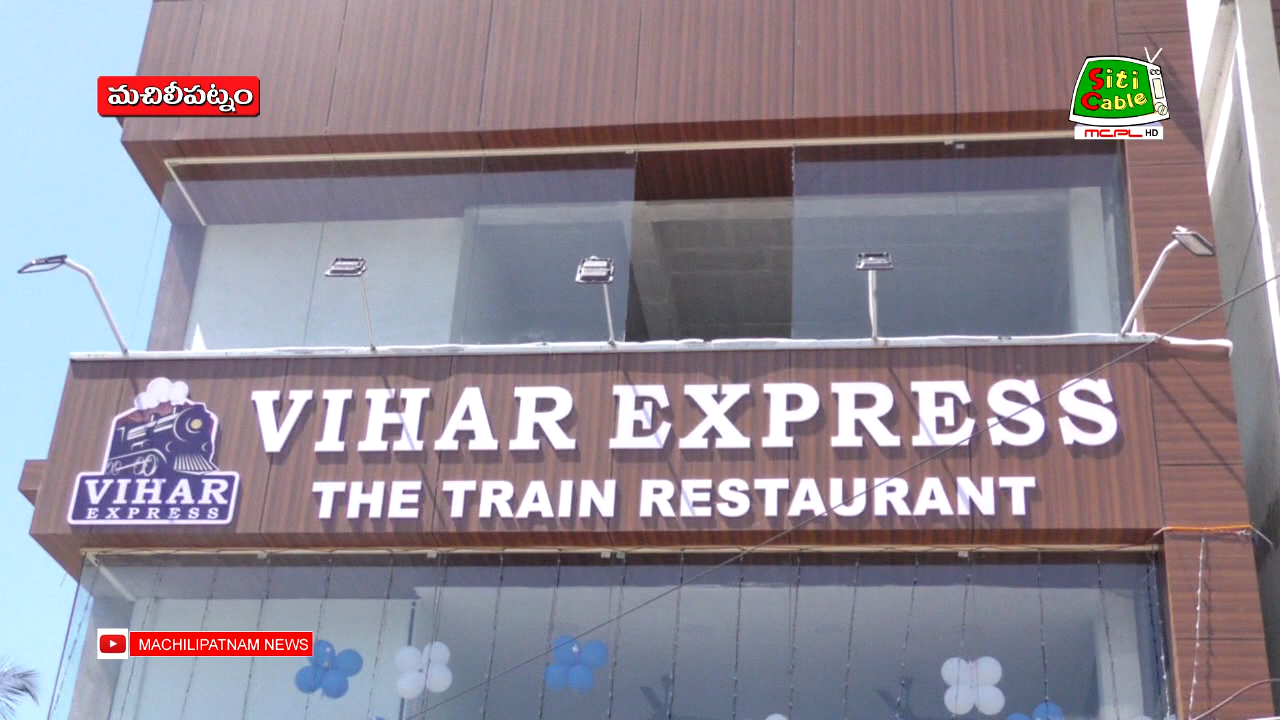 మచిలీపట్నం
Siti
Cable
MCPL HD
VIHAR EXPRESS
THE TRAIN RESTAURANT
VIHAR
EXPRESS
MACHILIPATNAM NEWS